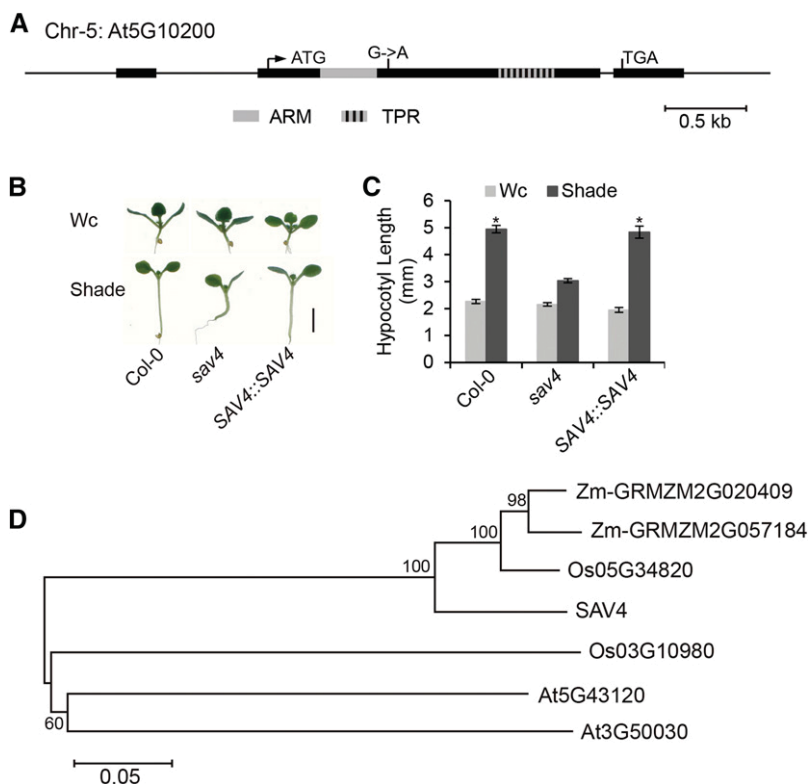 A
Chr-5: At5G10200
ATG
G->A
TGA
ARM
TPR
0.5 kb
B
Wc
Shade
Col-0
sav4
SAV4::SAV4
C
Wc
Shade
Hypocotyl Length
(mm)
6
5
4
3
2
1
0
*
*
Col-0
sav4
SAV4::SAV4
D
Zm-GRMZM2G020409
98
Zm-GRMZM2G057184
100
Os05G34820
100
SAV4
Os03G10980
At5G43120
60
At3G50030
0.05